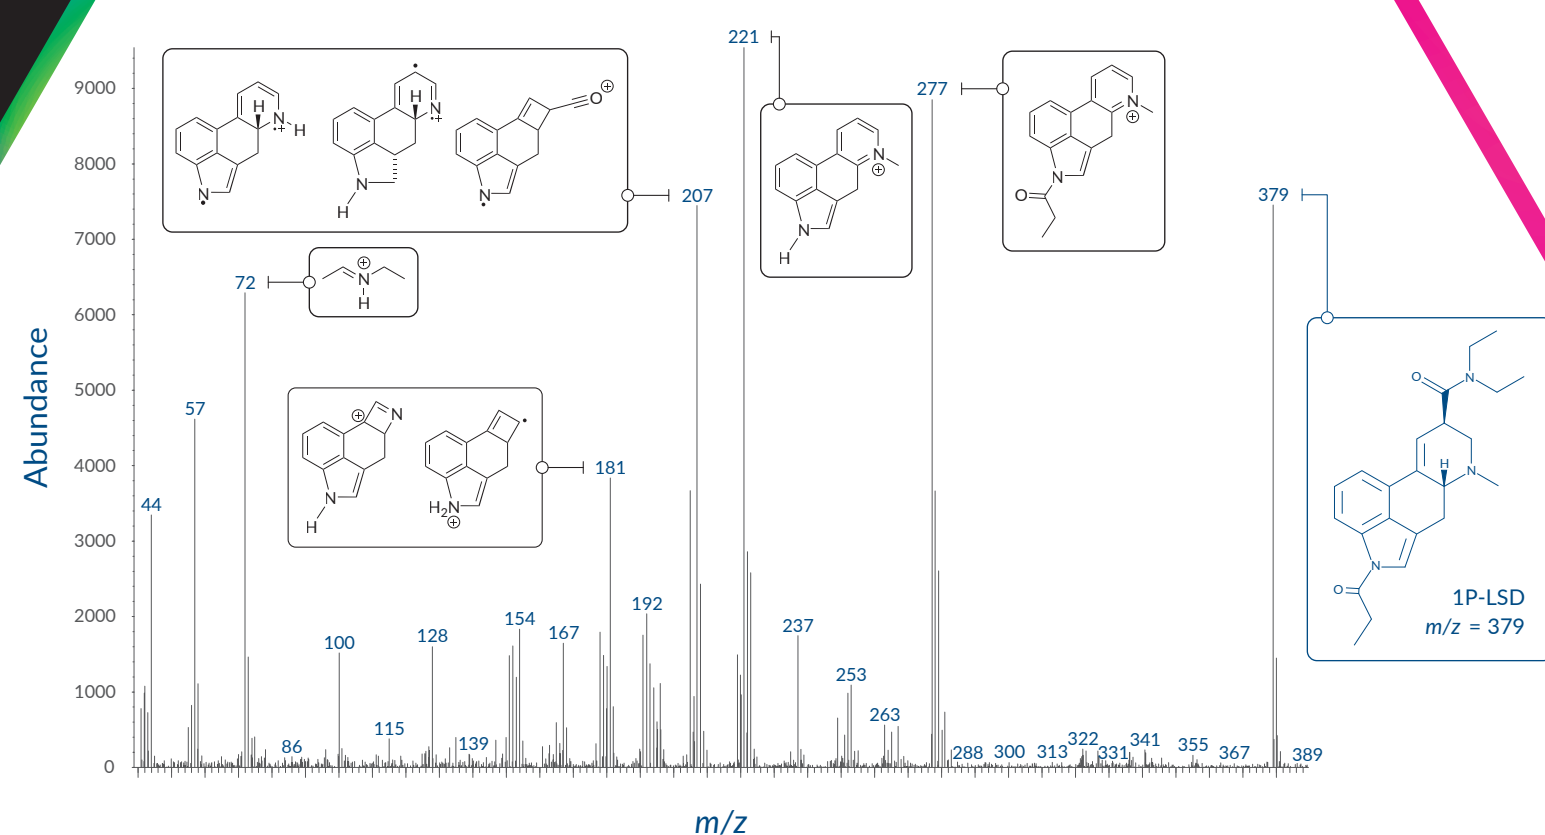 Abundance
9000
8000
7000
6000
5000
4000
3000
2000
1000
0
44
57
72
86
100
115
128
139
154
167
181
192
207
221
237
253
263
277
288
300
313
322
331
341
355
367
379
389
H
N
H
N
H
N
N
H
O
N
N
H
N
N
H
H2N
N
N
H
N
N
O
O
N
H
N
N
O
1P-LSD
m/z = 379
m/z